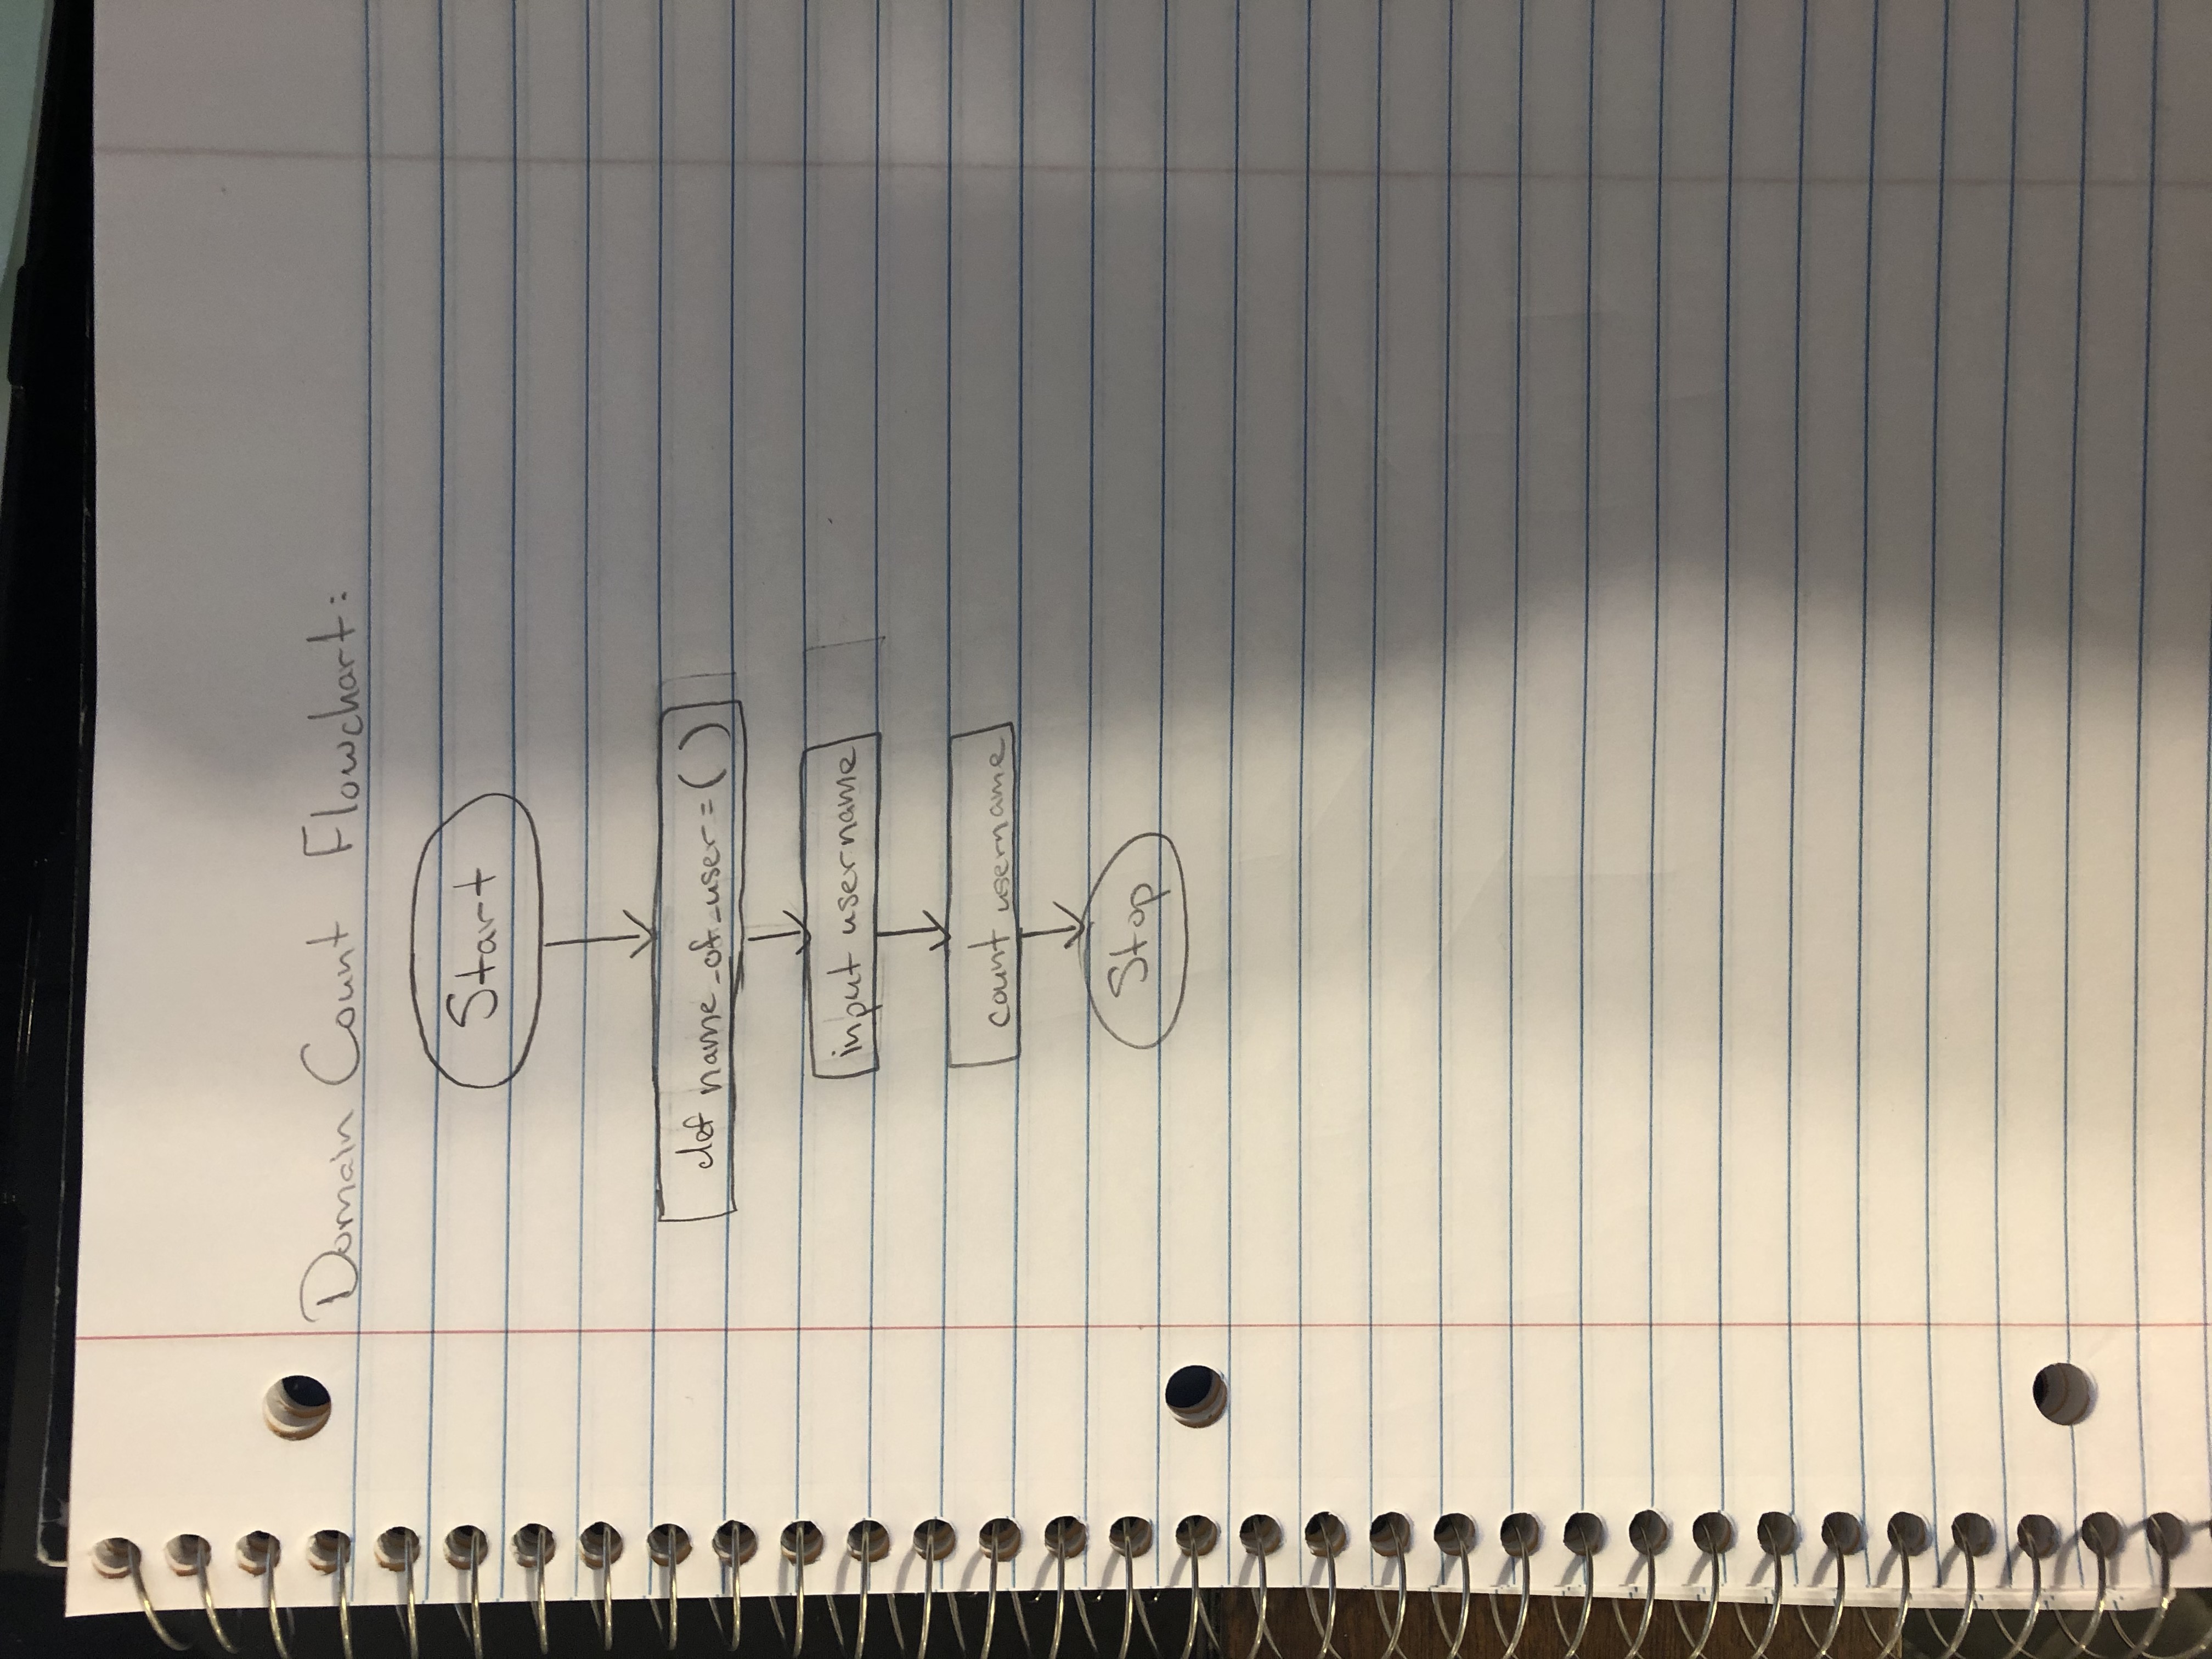 Domain Count Flowchart:
Start
def name_of_user=( )
input username
count username
Stop